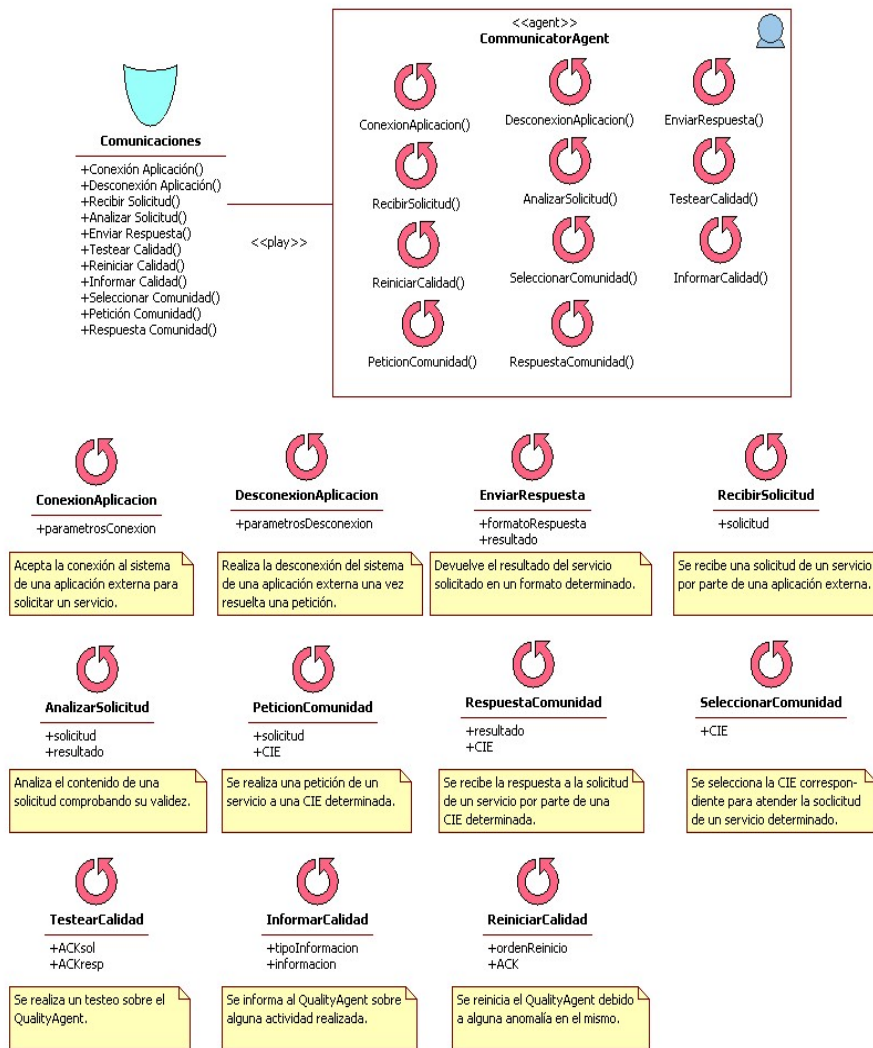 <<agent>>
CommunicatorAgent
ConexionAplicacion()
DesconexionAplicacion()
EnviarRespuesta()
RecibirSolicitud()
AnalizarSolicitud()
TestearCalidad()
ReiniciarCalidad()
SeleccionarComunidad()
InformarCalidad()
PeticionComunidad()
RespuestaComunidad()
Comunicaciones
+Conexión Aplicación()
+Desconexión Aplicación()
+Recibir Solicitud()
+Analizar Solicitud()
+Enviar Respuesta()
+Testear Calidad()
+Reiniciar Calidad()
+Informar Calidad()
+Seleccionar Comunidad()
+Petición Comunidad()
+Respuesta Comunidad()
<<play>>
ConexionAplicacion
+parametrosConexion
Acepta la conexión al sistema
de una aplicación externa para
solicitar un servicio.
DesconexionAplicacion
+parametrosDesconexion
Realiza la desconexión del sistema
de una aplicación externa una vez
resuelta una petición.
EnviarRespuesta
+formatoRespuesta
+resultado
Devuelve el resultado del servicio
solicitado en un formato determinado.
RecibirSolicitud
+solicitud
Se recibe una solicitud de un servicio
por parte de una aplicación externa.
AnalizarSolicitud
+solicitud
+resultado
Analiza el contenido de una
solicitud comprobando su validez.
PeticionComunidad
+solicitud
+CIE
Se realiza una petición de un
servicio a una CIE determinada.
RespuestaComunidad
+resultado
+CIE
Se recibe la respuesta a la solicitud
de un servicio por parte de una
CIE determinada.
SeleccionarComunidad
+CIE
Se selecciona la CIE correspon-
diente para atender la soclicitud
de un servicio determinado.
TestearCalidad
+ACKsol
+ACKresp
Se realiza un testeo sobre el
QualityAgent.
InformarCalidad
+tipoInformacion
+informacion
Se informa al QualityAgent sobre
alguna actividad realizada.
ReiniciarCalidad
+ordenReinicio
+ACK
Se reinicia el QualityAgent debido
a alguna anomalía en el mismo.